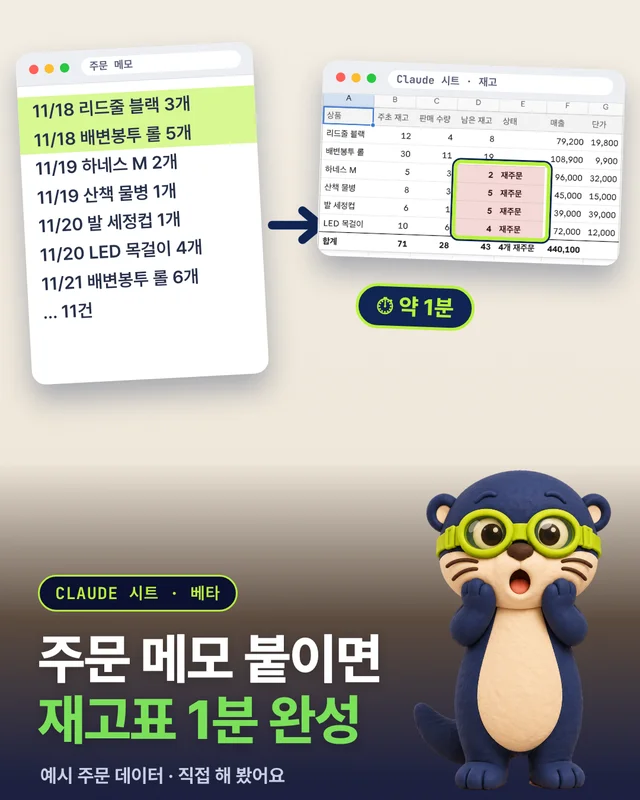 주문 메모
11/18 리드줄 블랙 3개
11/18 배변봉투 롤 5개
11/19 하네스 M 2개
11/19 산책 물병 1개
11/20 발 세정컵 1개
11/20 LED 목걸이 4개
11/21 배변봉투 롤 6개
... 11건
Claude 시트 · 재고
A B C D E F G
상품 주초 재고 판매 수량 남은 재고 상태 매출 단가
리드줄 블랙 12 4 8 79,200 19,800
배변봉투 롤 30 11 19 108,900 9,900
하네스 M 5 3 2 재주문 96,000 32,000
산책 물병 8 3 5 재주문 45,000 15,000
발 세정컵 6 1 5 재주문 39,000 39,000
LED 목걸이 10 6 4 재주문 72,000 12,000
합계 71 28 43 4개 재주문 440,100
약 1분
CLAUDE 시트 · 베타
주문 메모 붙이면
재고표 1분 완성
예시 주문 데이터 · 직접 해 봤어요